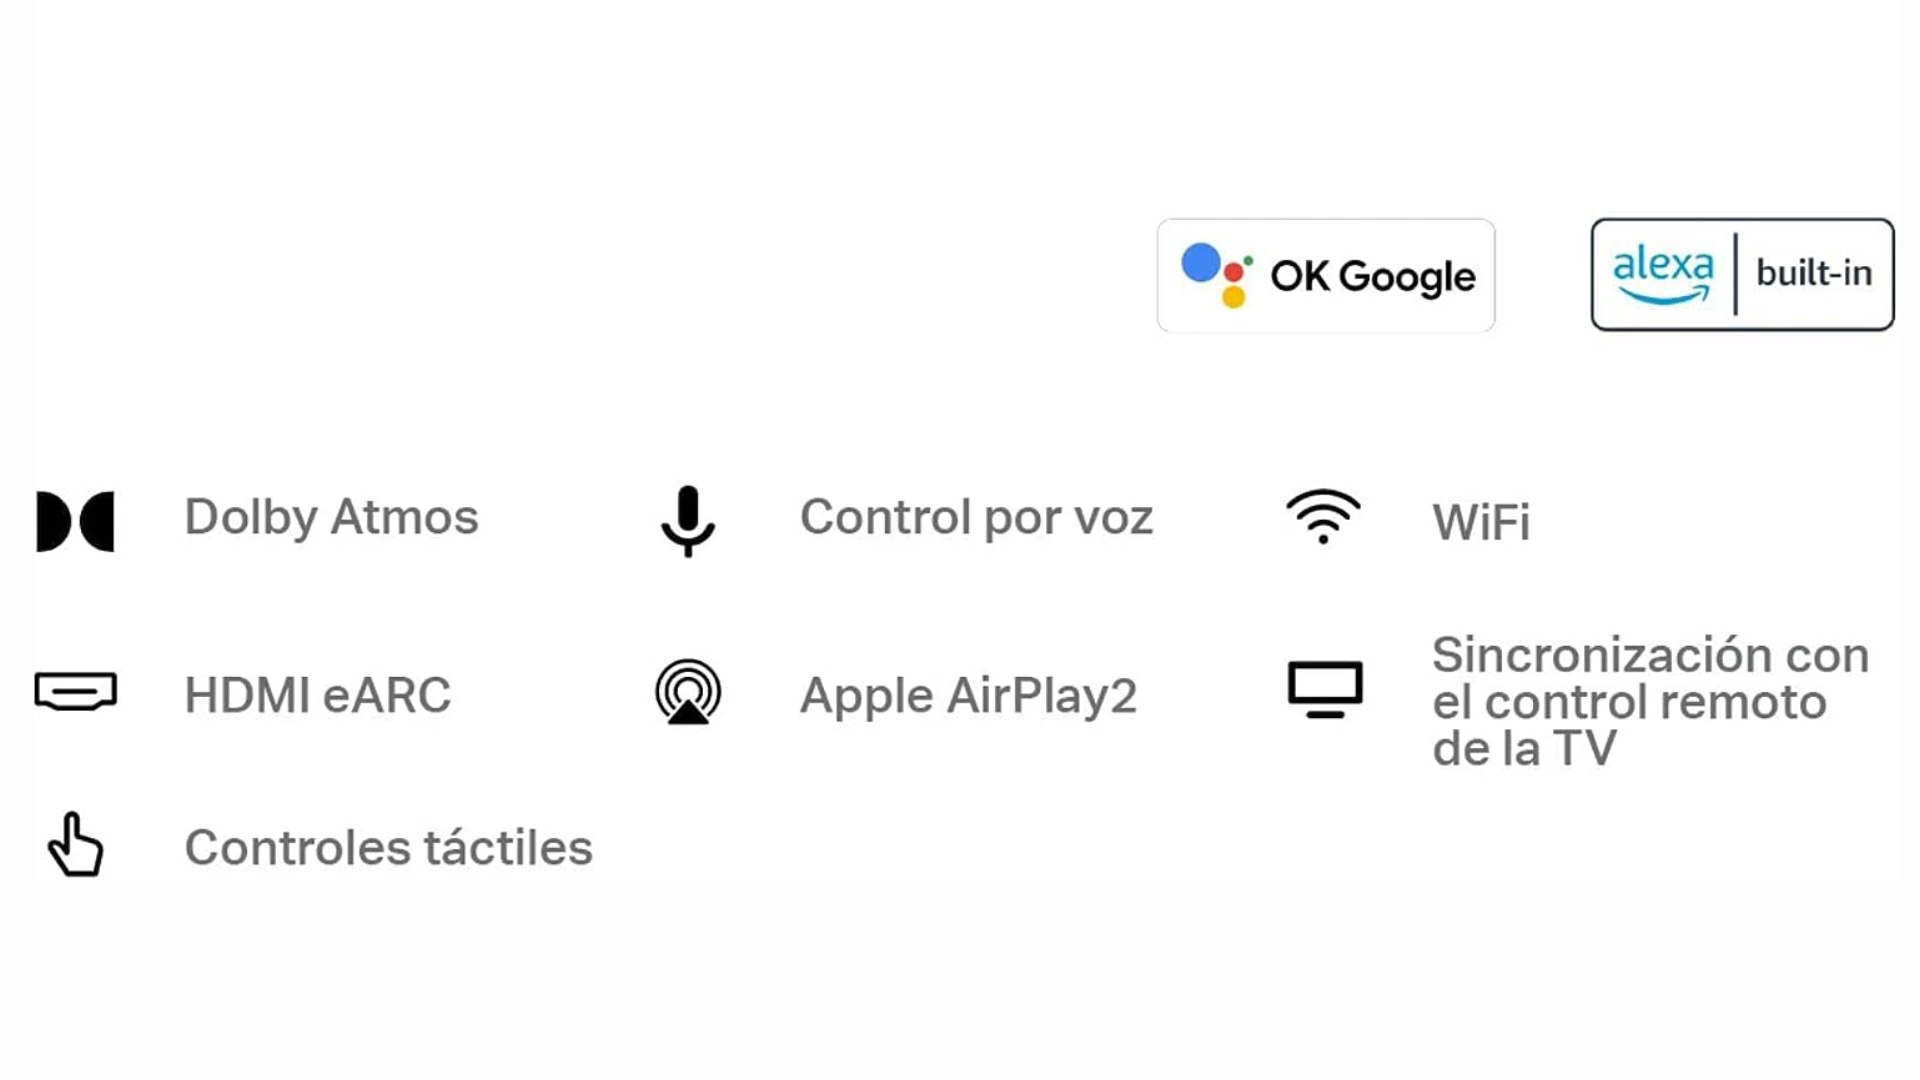 OK Google
alexa built-in
Dolby Atmos
Control por voz
WiFi
HDMI eARC
Apple AirPlay2
Sincronización con
el control remoto
de la TV
Controles táctiles